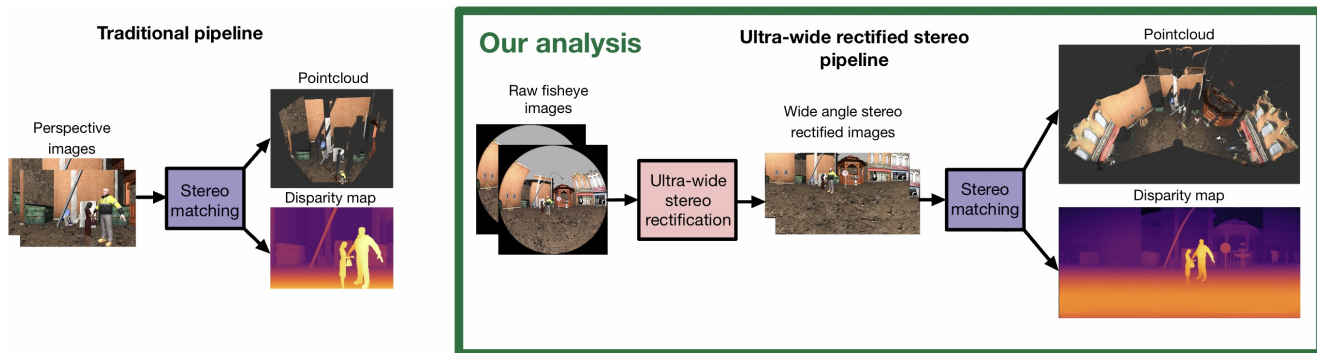 Traditional pipeline
Pointcloud
Perspective
images
Stereo
matching
Disparity map
Our analysis
Ultra-wide rectified stereo
pipeline
Raw fisheye
images
Ultra-wide
stereo
rectification
Wide angle stereo
rectified images
Stereo
matching
Pointcloud
Disparity map